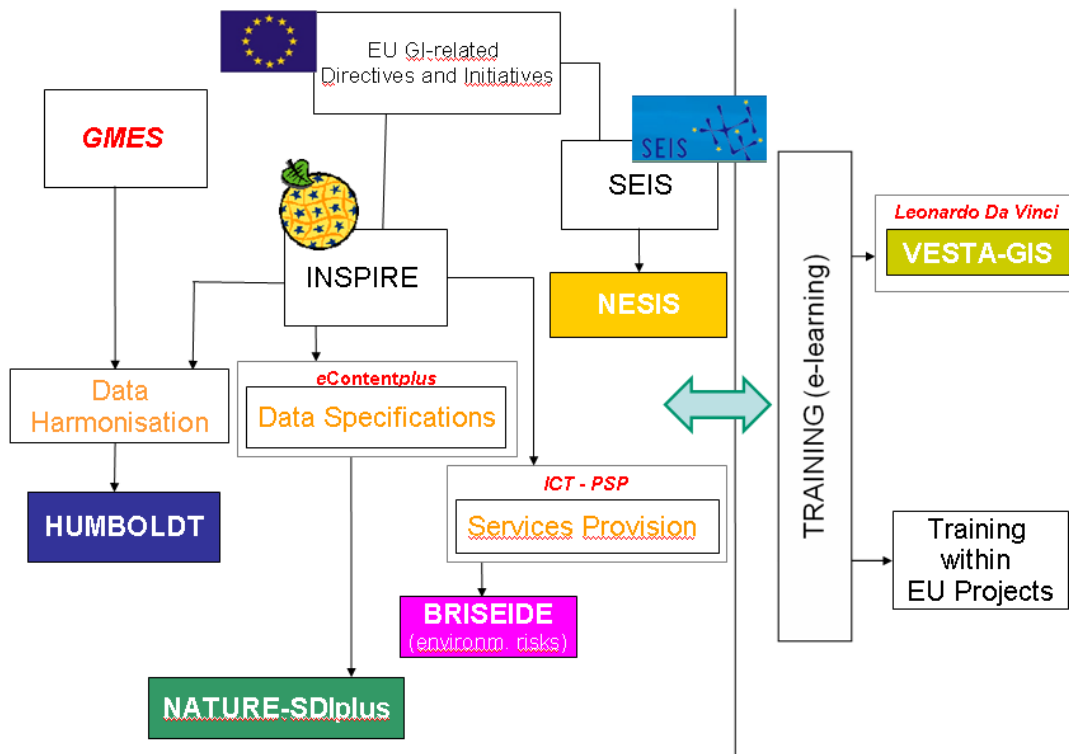 EU GI-related
Directives and Initiatives
GMES
SEIS
SEIS
INSPIRE
NESIS
Leonardo Da Vinci
VESTA-GIS
TRAINING (e-learning)
Data
Harmonisation
eContentplus
Data Specifications
HUMBOLDT
ICT - PSP
Services Provision
Training
within
EU Projects
BRISEIDE
(environm. risks)
NATURE-SDIplus